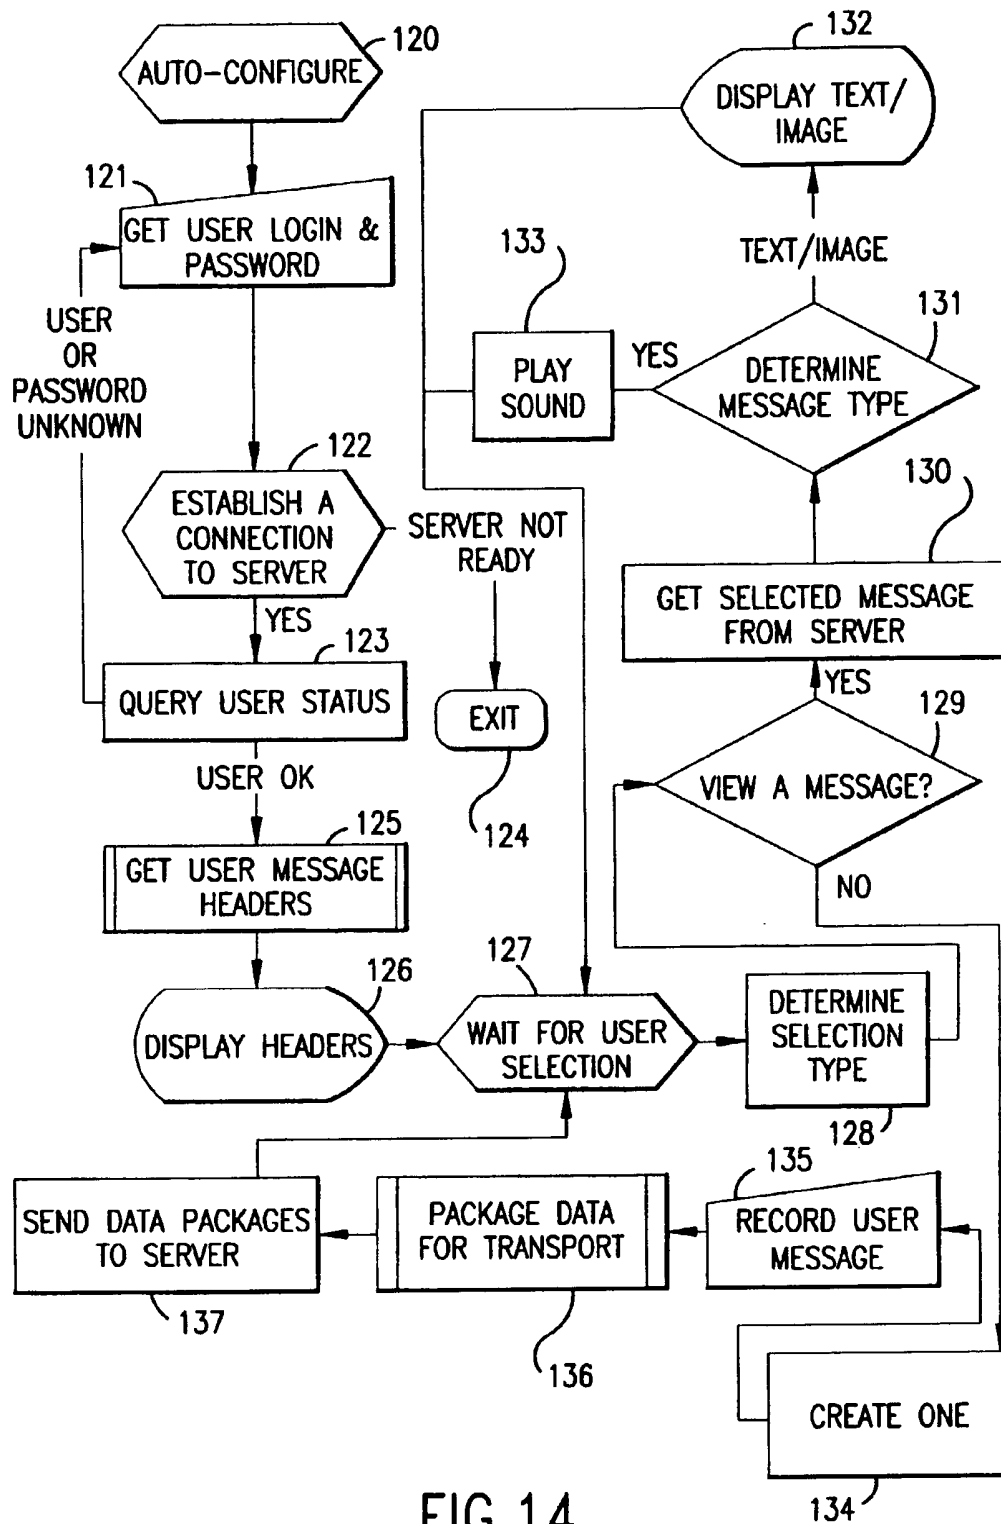 120
AUTO-CONFIGURE
121
GET USER LOGIN &
PASSWORD
USER
OR
PASSWORD
UNKNOWN
122
ESTABLISH A
CONNECTION
TO SERVER
SERVER NOT
READY
YES
123
QUERY USER STATUS
EXIT
124
USER OK
125
GET USER MESSAGE
HEADERS
126
DISPLAY HEADERS
127
WAIT FOR USER
SELECTION
DETERMINE
SELECTION
TYPE
128
129
VIEW A MESSAGE?
YES
NO
130
GET SELECTED MESSAGE
FROM SERVER
131
DETERMINE
MESSAGE TYPE
YES
133
PLAY
SOUND
TEXT/IMAGE
132
DISPLAY TEXT/
IMAGE
CREATE ONE
134
135
RECORD USER
MESSAGE
PACKAGE DATA
FOR TRANSPORT
136
SEND DATA PACKAGES
TO SERVER
137
FIG.14